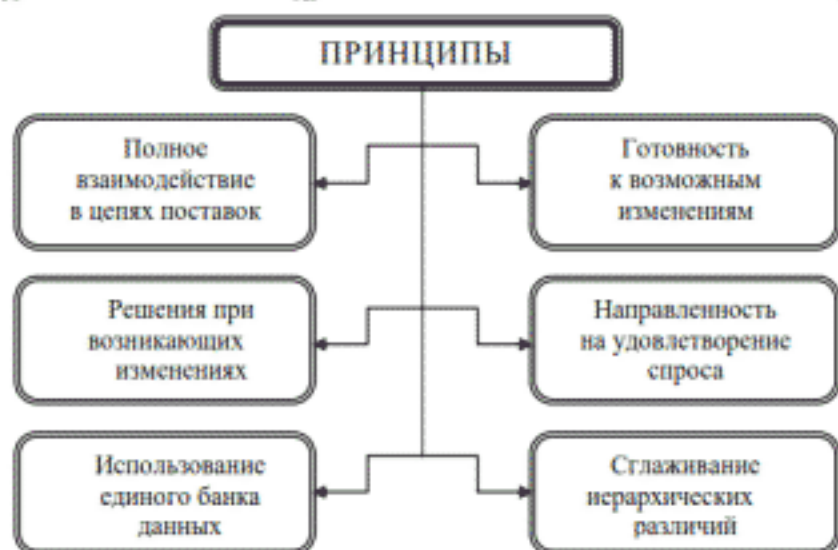 ПРИНЦИПЫ
Полное
взаимодействие
в цепях поставок
Готовность
к возможным
изменениям
Решения при
возникающих
изменениях
Направленность
на удовлетворение
спроса
Использование
единого банка
данных
Сглаживание
иерархических
различий